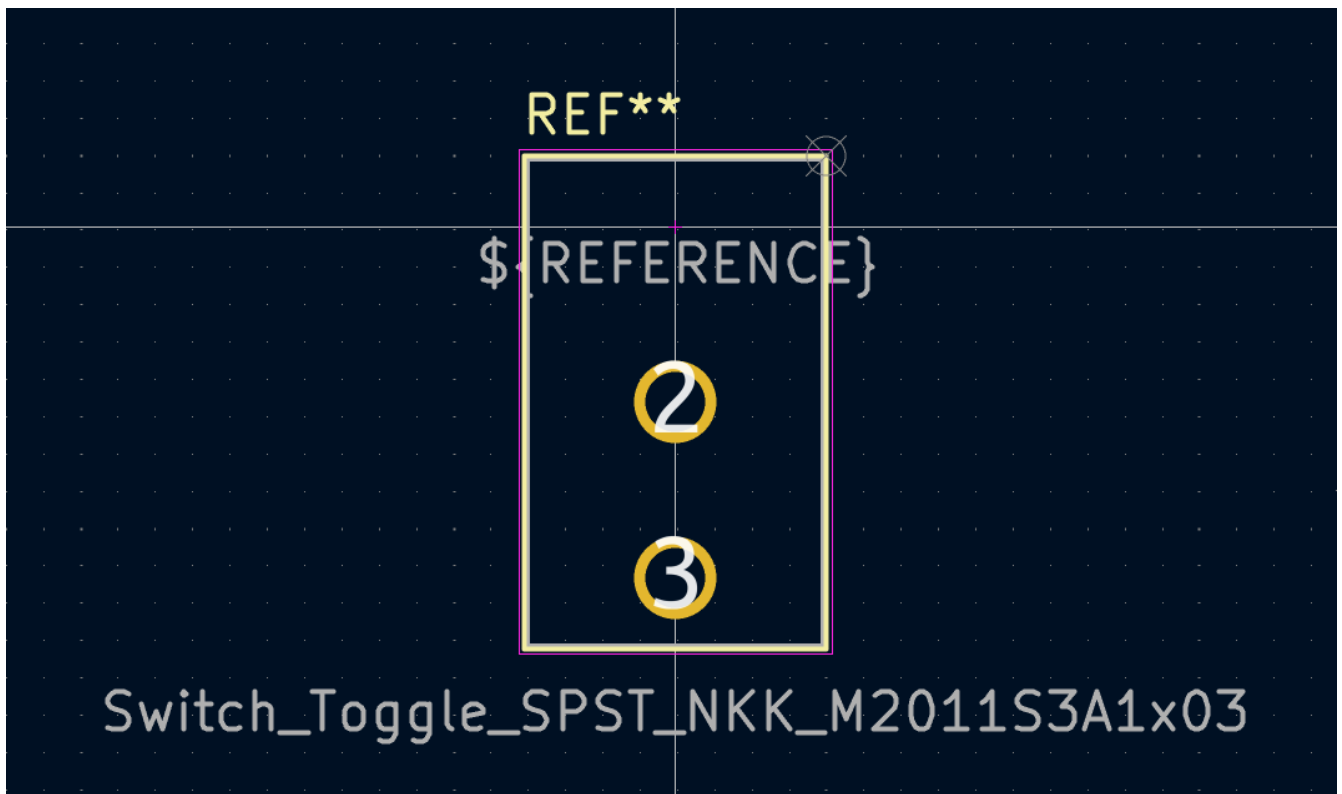 REF**
${REFERENCE}
2
3
Switch_Toggle_SPST_NKK_M2011S3A1x03